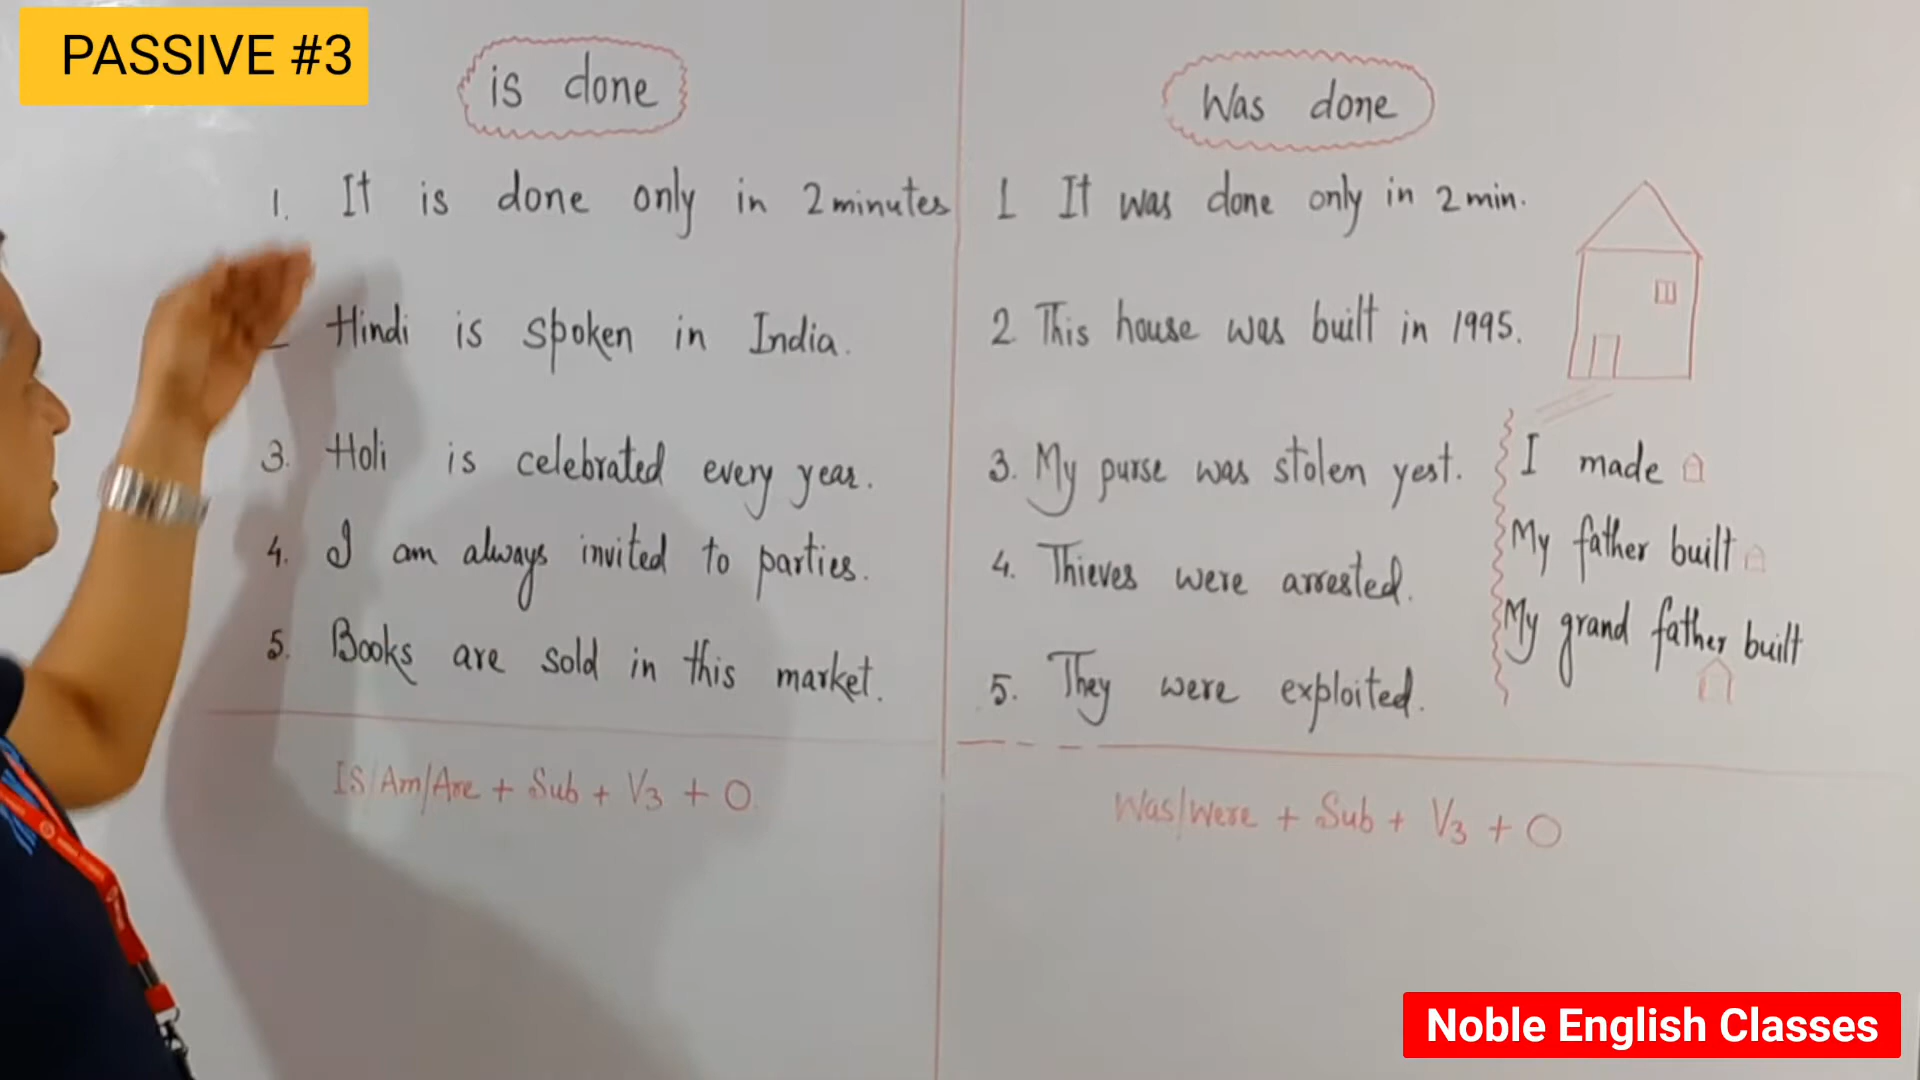 PASSIVE #3
is done
1. It is done only in 2 minutes
Hindi is spoken in India.
3. Holi is celebrated every year.
4. I am always invited to parties.
5. Books are sold in this market.
IS/Am/Are + Sub + V3 + O
Was done
1 It was done only in 2 min.
2 This house was built in 1995.
3. My purse was stolen yest.
4. Thieves were arrested.
5. They were exploited.
I made
My father built
My grand father built
Was/Were + Sub + V3 + O
Noble English Classes